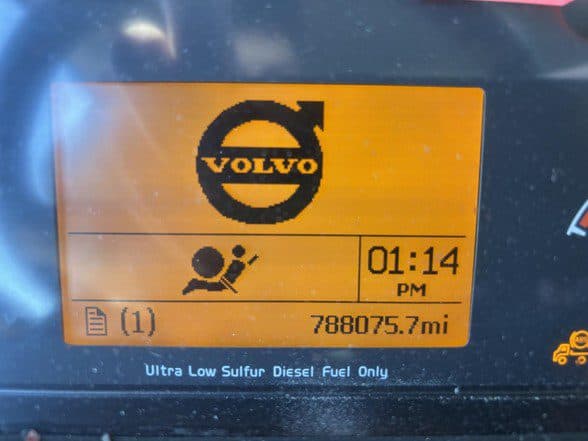 VOLVO
01:14
PM
(1)
788075.7mi
Ultra Low Sulfur Diesel Fuel Only